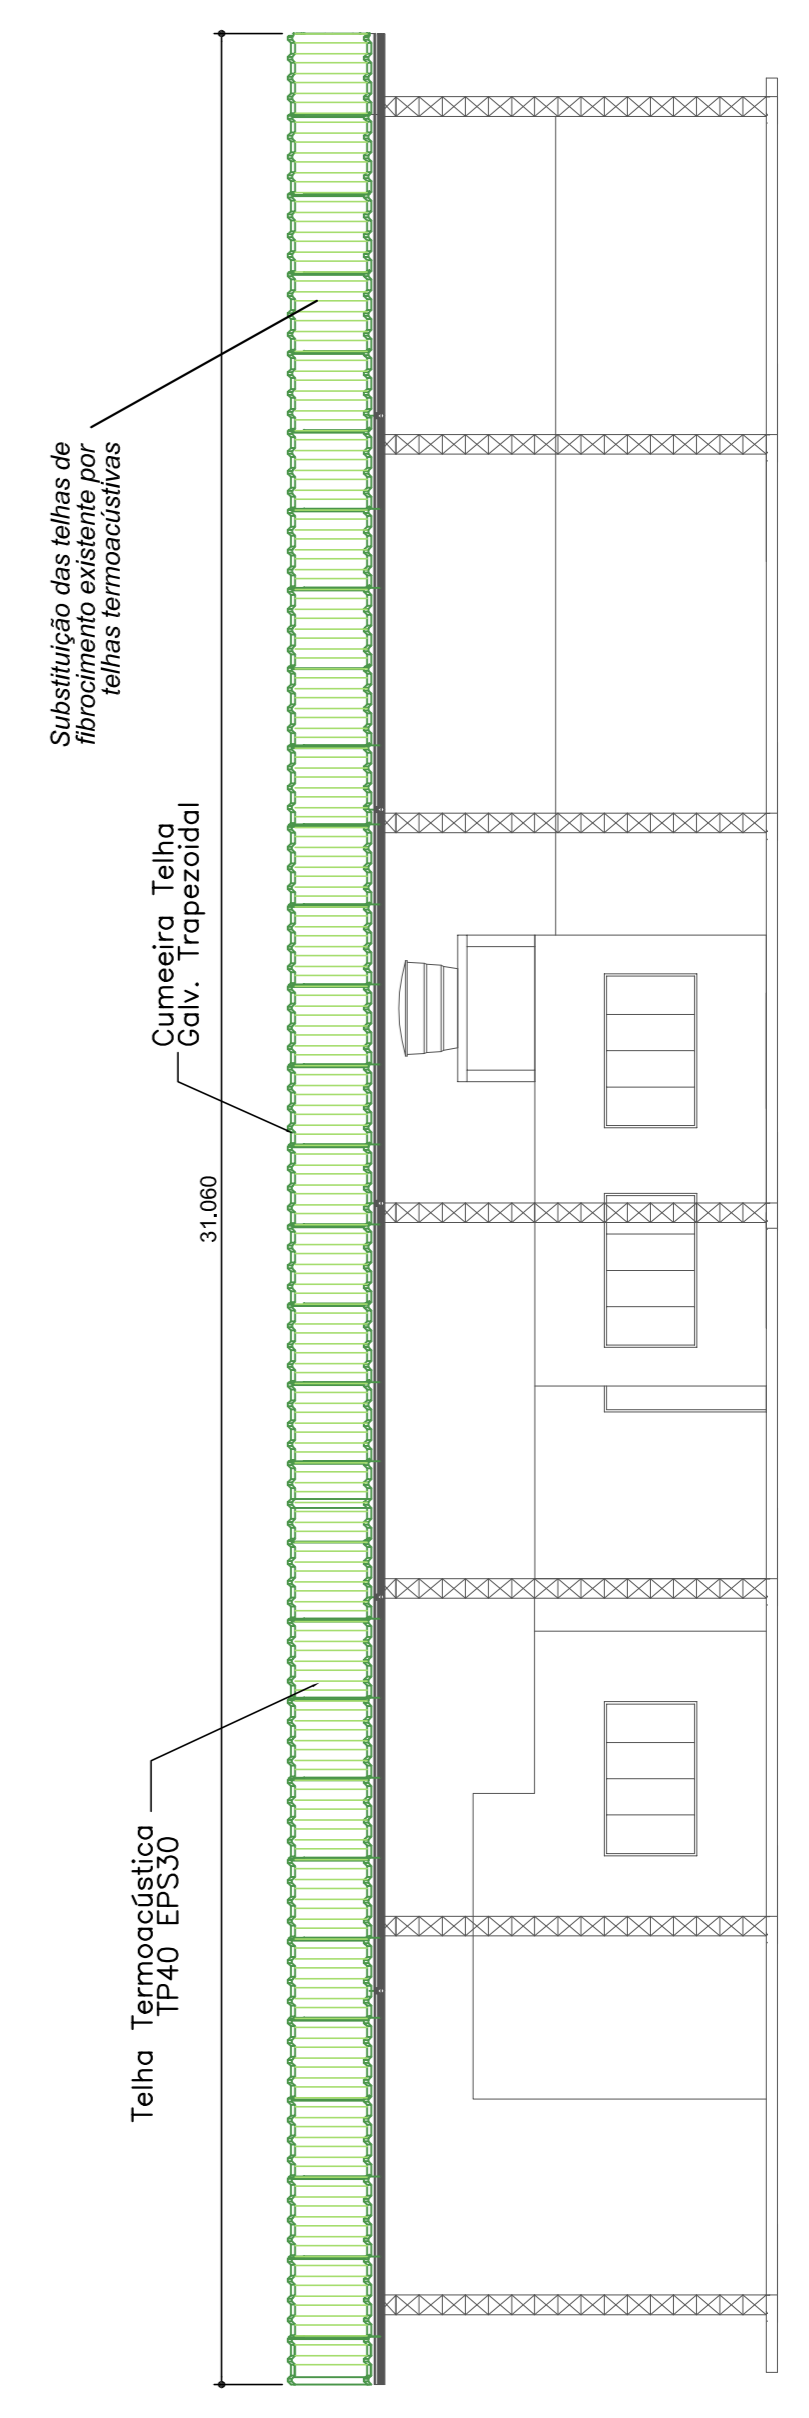 Telha Termoacústica
TP40 EPS30
31.060
Cumeeira Telha
Galv. Trapezoidal
Substituição das telhas de
fibrocimento existente por
telhas termoacústivas